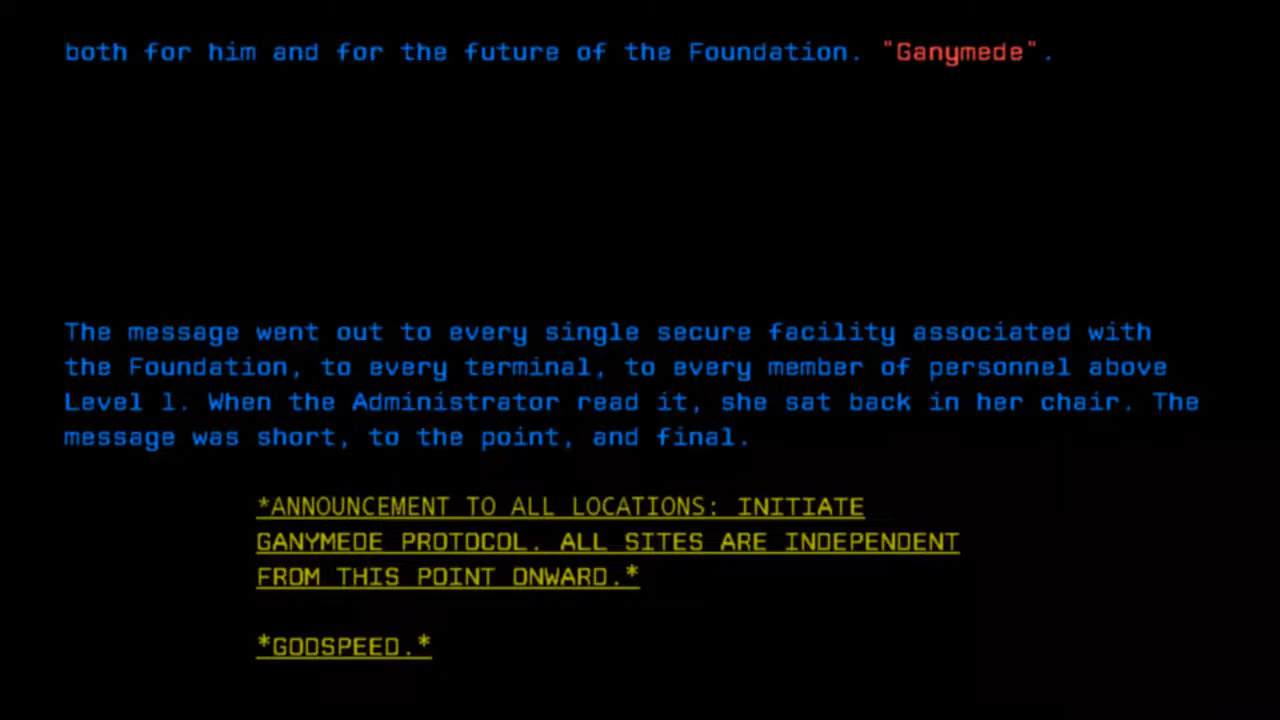 both for him and for the future of the Foundation. "Ganymede".
The message went out to every single secure facility associated with
the Foundation, to every terminal, to every member of personnel above
Level 1. When the Administrator read it, she sat back in her chair. The
message was short, to the point, and final.
*ANNOUNCEMENT TO ALL LOCATIONS: INITIATE
GANYMEDE PROTOCOL. ALL SITES ARE INDEPENDENT
FROM THIS POINT ONWARD.*
*GODSPEED.*